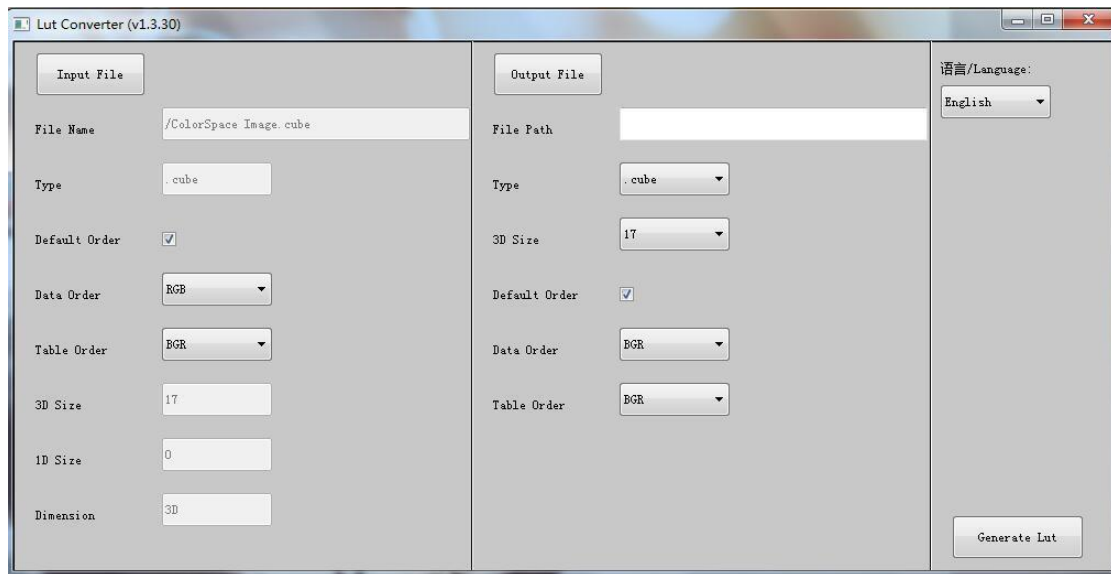 Lut Converter (v1.3.30)
Input File
File Name
/ColorSpace Image.cube
Type
.cube
Default Order
Data Order
RGB
Table Order
BGR
3D Size
17
1D Size
0
Dimension
3D
Output File
File Path
Type
.cube
3D Size
17
Default Order
Data Order
BGR
Table Order
BGR
语言/Language:
English
Generate Lut